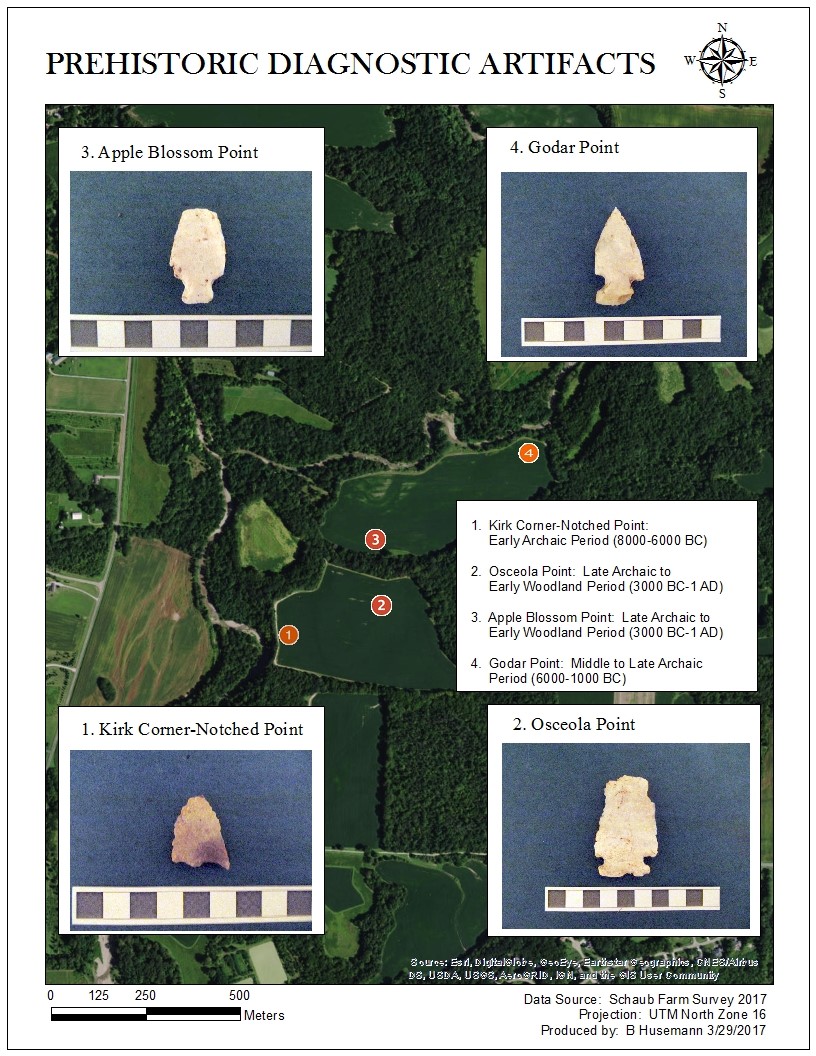 PREHISTORIC DIAGNOSTIC ARTIFACTS
N
W E
S
3. Apple Blossom Point
4. Godar Point
4
3
2
1
1. Kirk Corner-Notched Point:
Early Archaic Period (8000-6000 BC)
2. Osceola Point: Late Archaic to
Early Woodland Period (3000 BC-1 AD)
3. Apple Blossom Point: Late Archaic to
Early Woodland Period (3000 BC-1 AD)
4. Godar Point: Middle to Late Archaic
Period (6000-1000 BC)
1. Kirk Corner-Notched Point
2. Osceola Point
Source: Esri, DigitalGlobe, GeoEye, Earthstar Geographics, CNES/Airbus
DS, USDA, USGS, AeroGRID, IGN, and the GIS User Community
0 125 250 500
Meters
Data Source: Schaub Farm Survey 2017
Projection: UTM North Zone 16
Produced by: B Husemann 3/29/2017